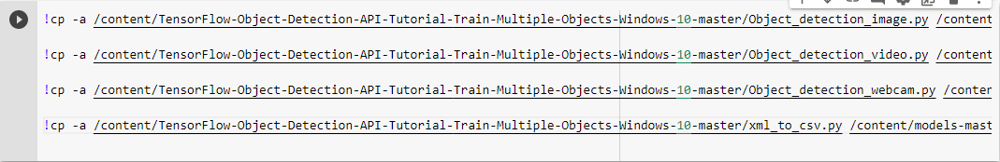 !cp -a /content/TensorFlow-Object-Detection-API-Tutorial-Train-Multiple-Objects-Windows-10-master/Object_detection_image.py /content
!cp -a /content/TensorFlow-Object-Detection-API-Tutorial-Train-Multiple-Objects-Windows-10-master/Object_detection_video.py /content
!cp -a /content/TensorFlow-Object-Detection-API-Tutorial-Train-Multiple-Objects-Windows-10-master/Object_detection_webcam.py /conten
!cp -a /content/TensorFlow-Object-Detection-API-Tutorial-Train-Multiple-Objects-Windows-10-master/xml_to_csv.py /content/models-mast